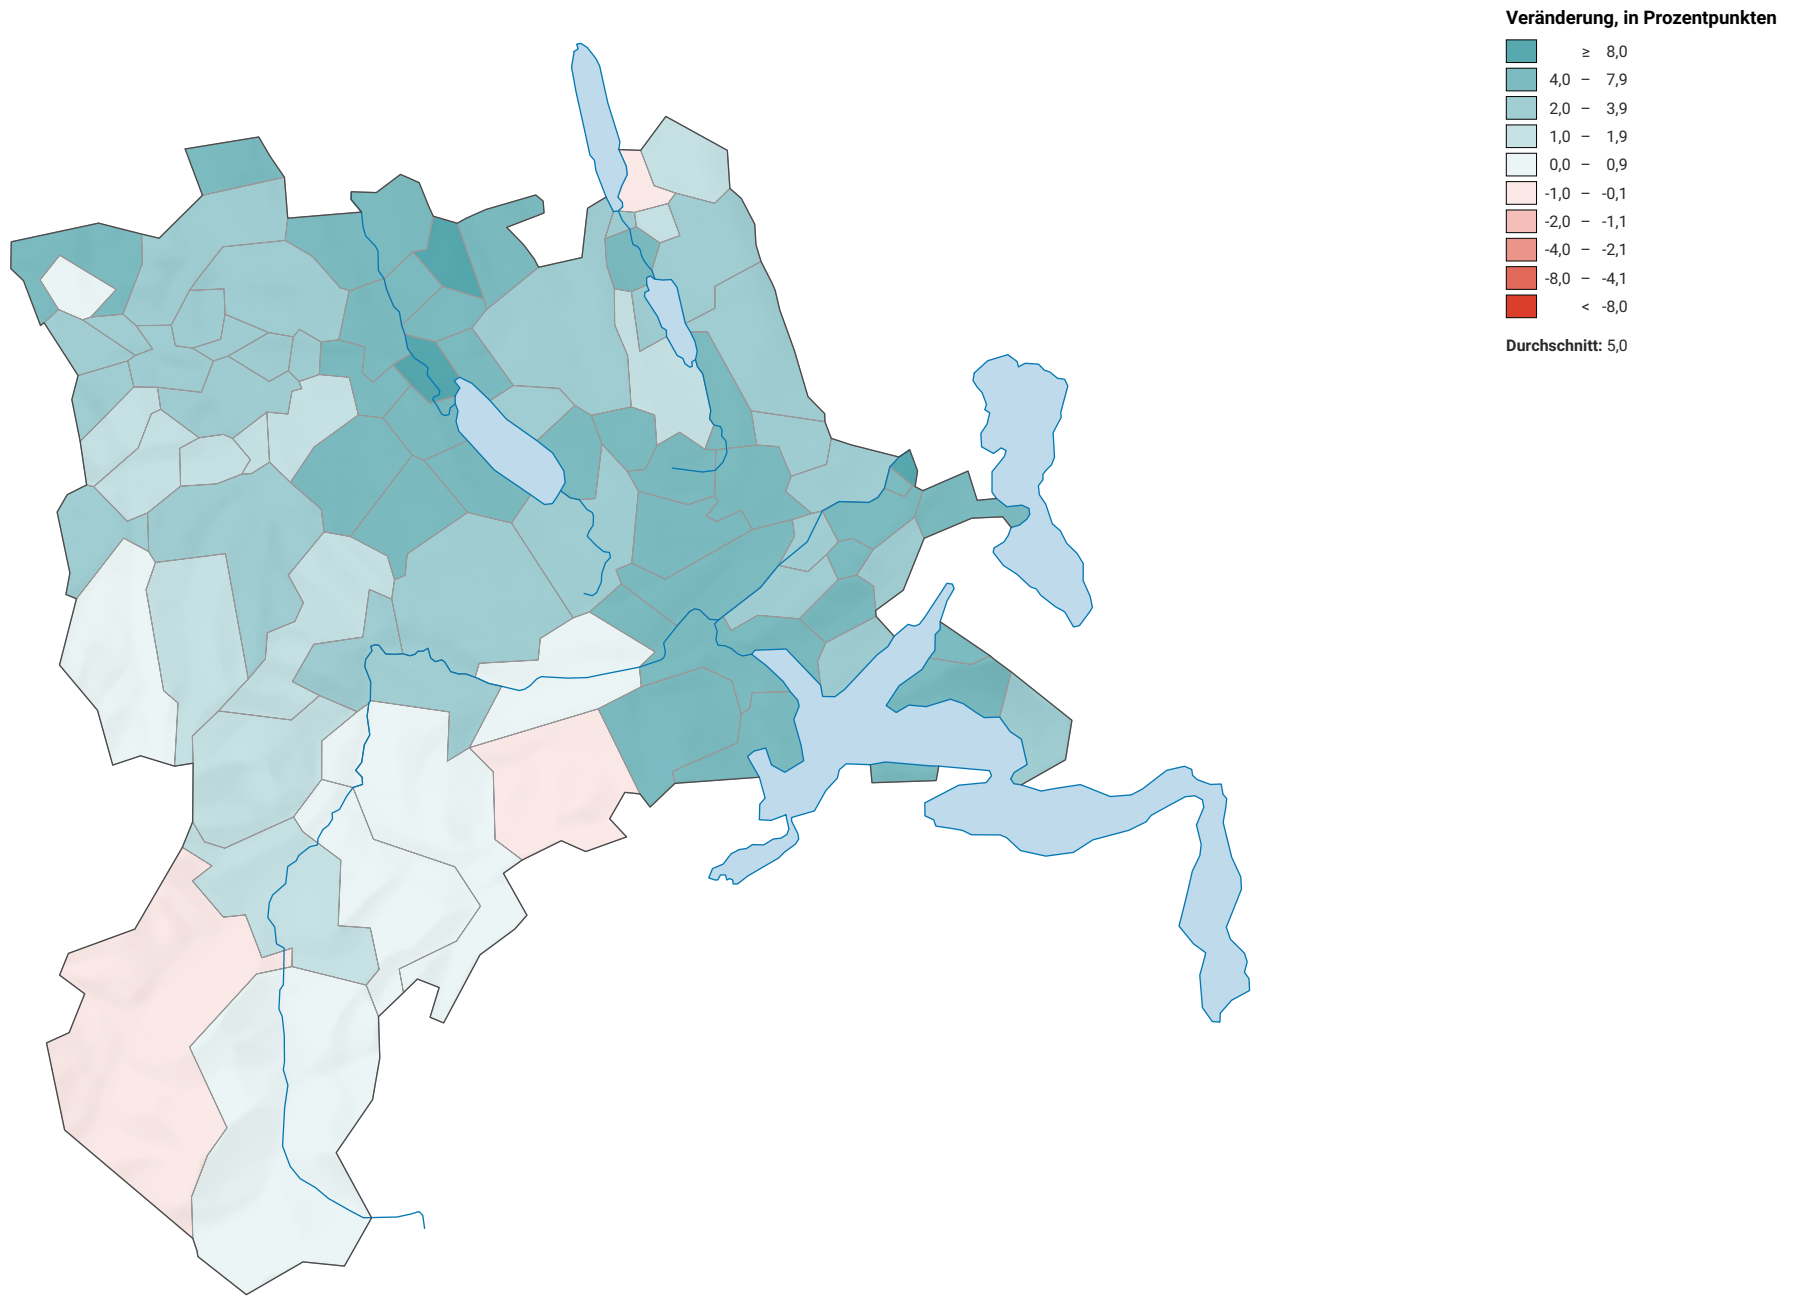 Veränderung, in Prozentpunkten
≥ 8,0
4,0 – 7,9
2,0 – 3,9
1,0 – 1,9
0,0 – 0,9
-1,0 – -0,1
-2,0 – -1,1
-4,0 – -2,1
-8,0 – -4,1
< -8,0
Durchschnitt: 5,0